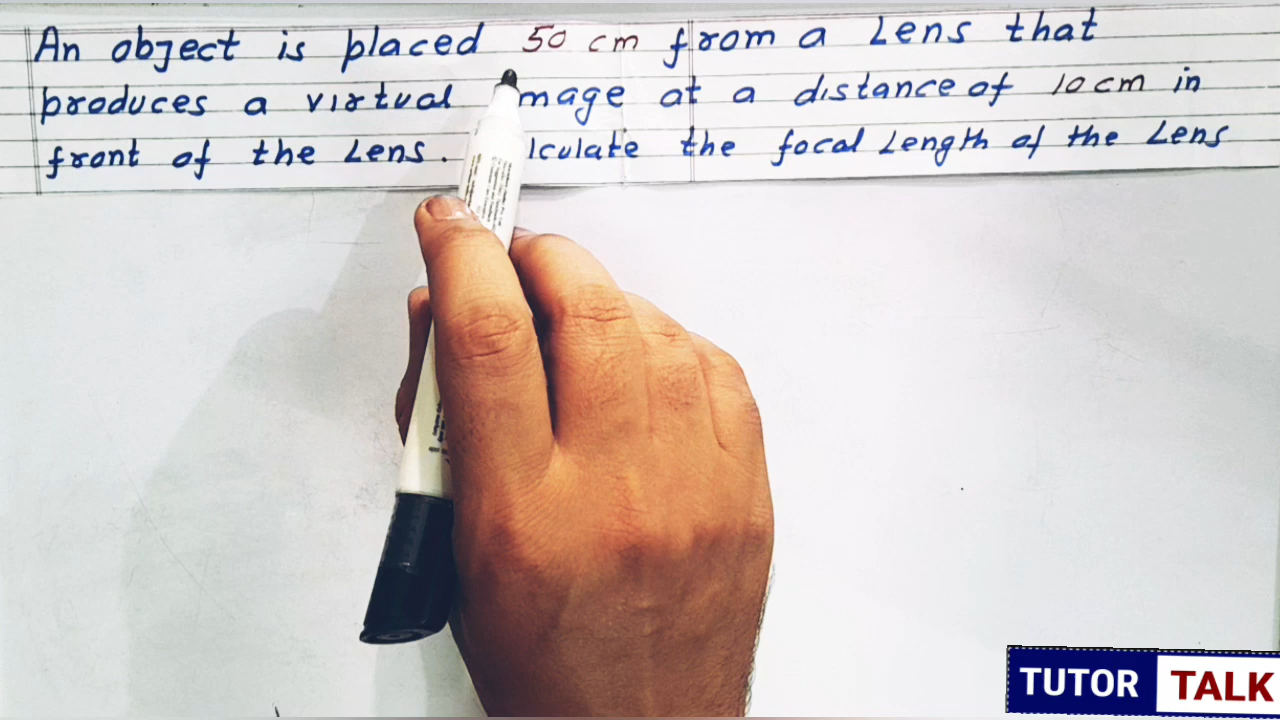 An object is placed 50 cm from a Lens that
produces a virtual mage at a distance of 10 cm in
front of the Lens. lculate the focal Length of the Lens
TUTOR TALK